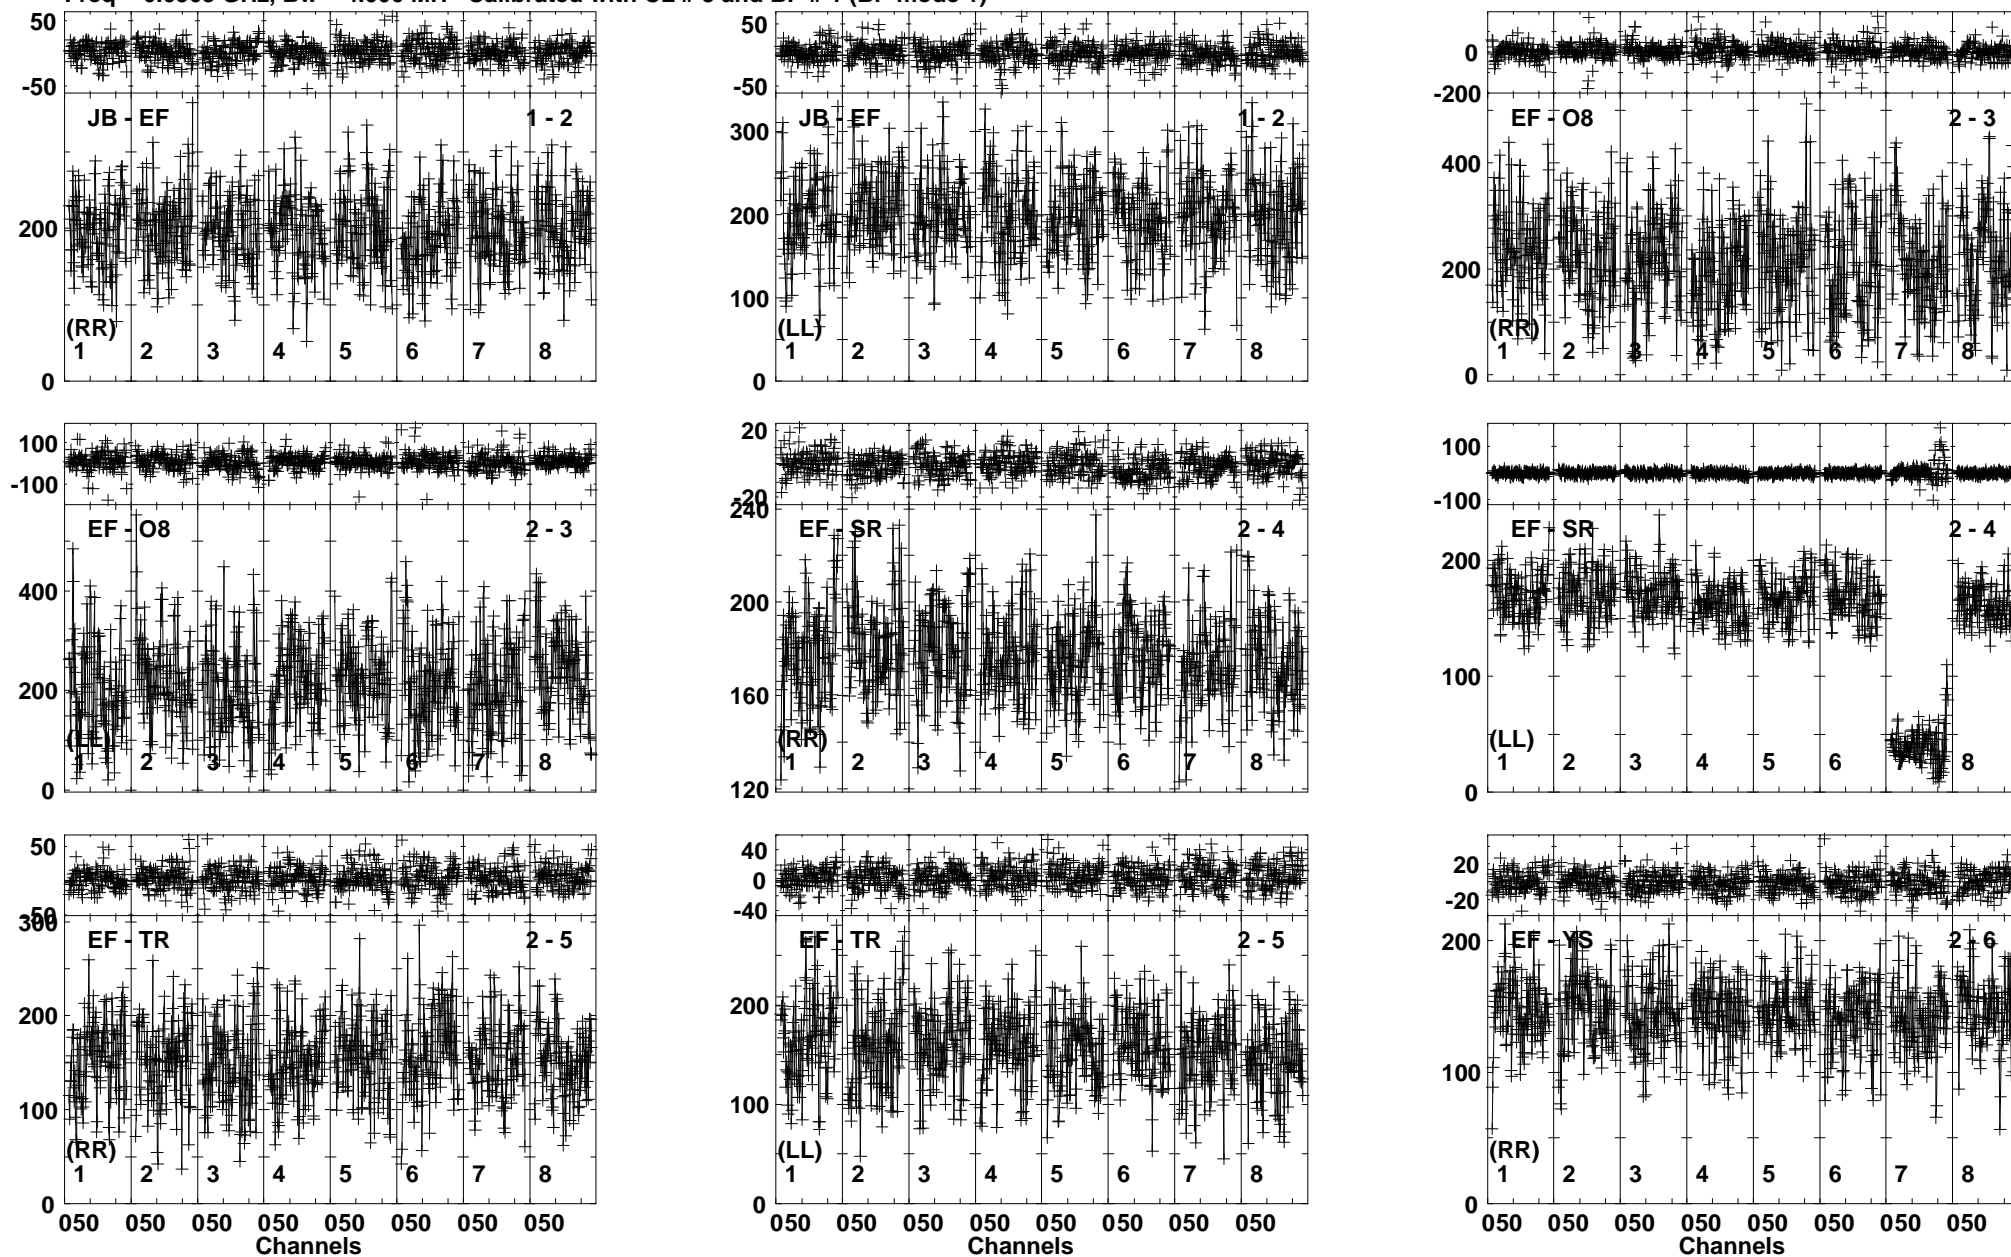 50 50
-50 -50 0 -200
JB - EF 1 - 2 JB - EF 1 - 2 EF - O8 2 - 3
200 300 200 100 400 200
(RR) (LL) (RR)
1 2 3 4 5 6 7 8 1 2 3 4 5 6 7 8 1 2 3 4 5 6 7 8
0 0 0
100 -100 20 -20 100 -100
EF - O8 2 - 3 EF - SR 2 - 4 EF - SR 2 - 4
400 200 240 200 160 200 100
(LL) (RR) (LL)
1 2 3 4 5 6 7 8 1 2 3 4 5 6 7 8 1 2 3 4 5 6 7 8
0 120 0
50 40 0 -40 20 -20
300
EF - TR 2 - 5 EF - TR 2 - 5 EF - YS 2 - 6
200 100 200 100 200 100
(RR) (LL) (RR)
1 2 3 4 5 6 7 8 1 2 3 4 5 6 7 8 1 2 3 4 5 6 7 8
0 0 0
050 050 050 050 050 050 050 050 050 050 050 050 050 050 050 050 050 050 050 050 050 050 050 050
Channels Channels Channels